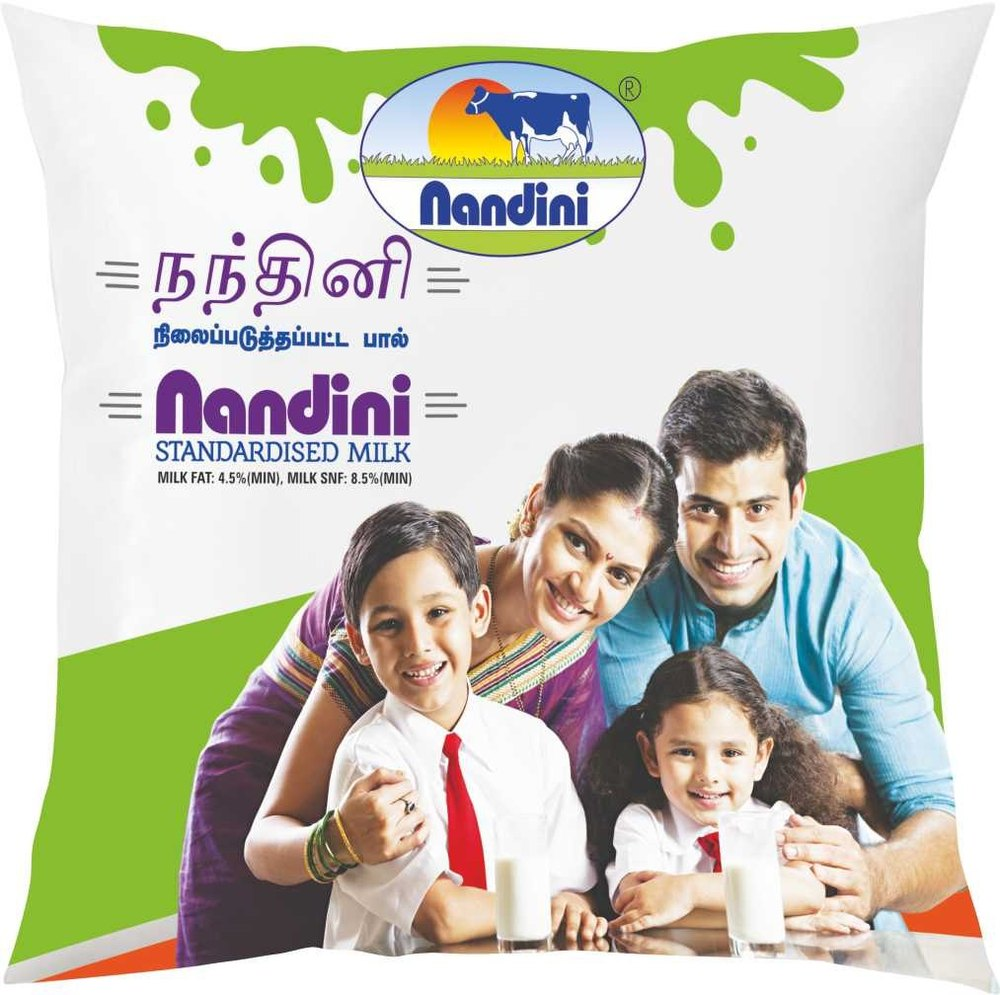 Nandini
®
நந்தினி
நிலைப்படுத்தப்பட்ட பால்
Nandini
STANDARDISED MILK
MILK FAT: 4.5%(MIN), MILK SNF: 8.5%(MIN)